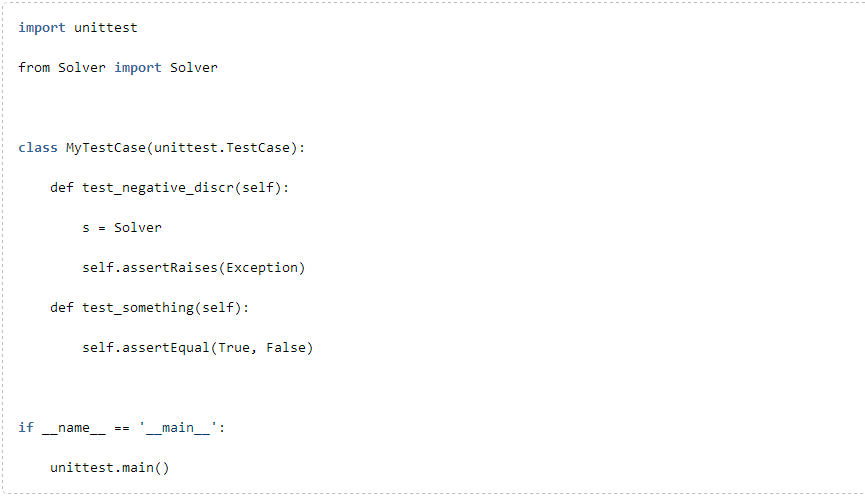 import unittest
from Solver import Solver
class MyTestCase(unittest.TestCase):
    def test_negative_discr(self):
        s = Solver
        self.assertRaises(Exception)
    def test_something(self):
        self.assertEqual(True, False)
if __name__ == '__main__':
    unittest.main()